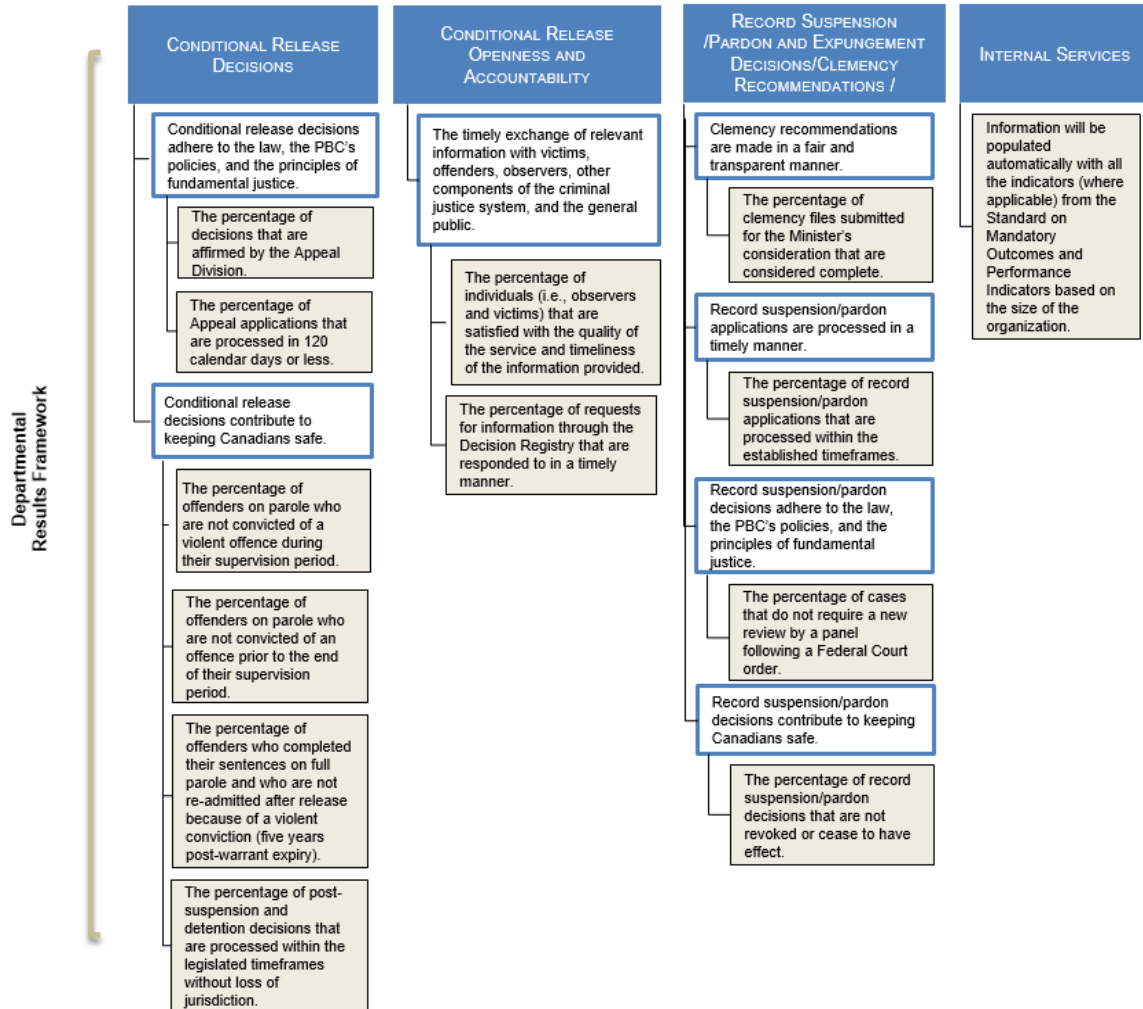 Departmental
Results Framework
CONDITIONAL RELEASE
DECISIONS
Conditional release decisions
adhere to the law, the PBC's
policies, and the principles of
fundamental justice.
The percentage of
decisions that are
affirmed by the Appeal
Division.
The percentage of
Appeal applications that
are processed in 120
calendar days or less.
Conditional release
decisions contribute to
keeping Canadians safe.
The percentage of
offenders on parole who
are not convicted of a
violent offence during
their supervision period.
The percentage of
offenders on parole who
are not convicted of an
offence prior to the end
of their supervision
period.
The percentage of
offenders who completed
their sentences on full
parole and who are not
re-admitted after release
because of a violent
conviction (five years
post-warrant expiry).
The percentage of post-
suspension and
detention decisions that
are processed within the
legislated timeframes
without loss of
jurisdiction.
CONDITIONAL RELEASE
OPENNESS AND
ACCOUNTABILITY
The timely exchange of relevant
information with victims,
offenders, observers, other
components of the criminal
justice system, and the general
public.
The percentage of
individuals (i.e., observers
and victims) that are
satisfied with the quality of
the service and timeliness
of the information provided.
The percentage of requests
for information through the
Decision Registry that are
responded to in a timely
manner.
RECORD SUSPENSION
/PARDON AND EXPUNGEMENT
DECISIONS/CLEMENCY
RECOMMENDATIONS /
Clemency recommendations
are made in a fair and
transparent manner.
The percentage of
clemency files submitted
for the Minister's
consideration that are
considered complete.
Record suspension/pardon
applications are processed in a
timely manner.
The percentage of record
suspension/pardon
applications that are
processed within the
established timeframes.
Record suspension/pardon
decisions adhere to the law,
the PBC's policies, and the
principles of fundamental
justice.
The percentage of cases
that do not require a new
review by a panel
following a Federal Court
order.
Record suspension/pardon
decisions contribute to keeping
Canadians safe.
The percentage of record
suspension/pardon
decisions that are not
revoked or cease to have
effect.
INTERNAL SERVICES
Information will be
populated
automatically with all
the indicators (where
applicable) from the
Standard on
Mandatory
Outcomes and
Performance
Indicators based on
the size of the
organization.